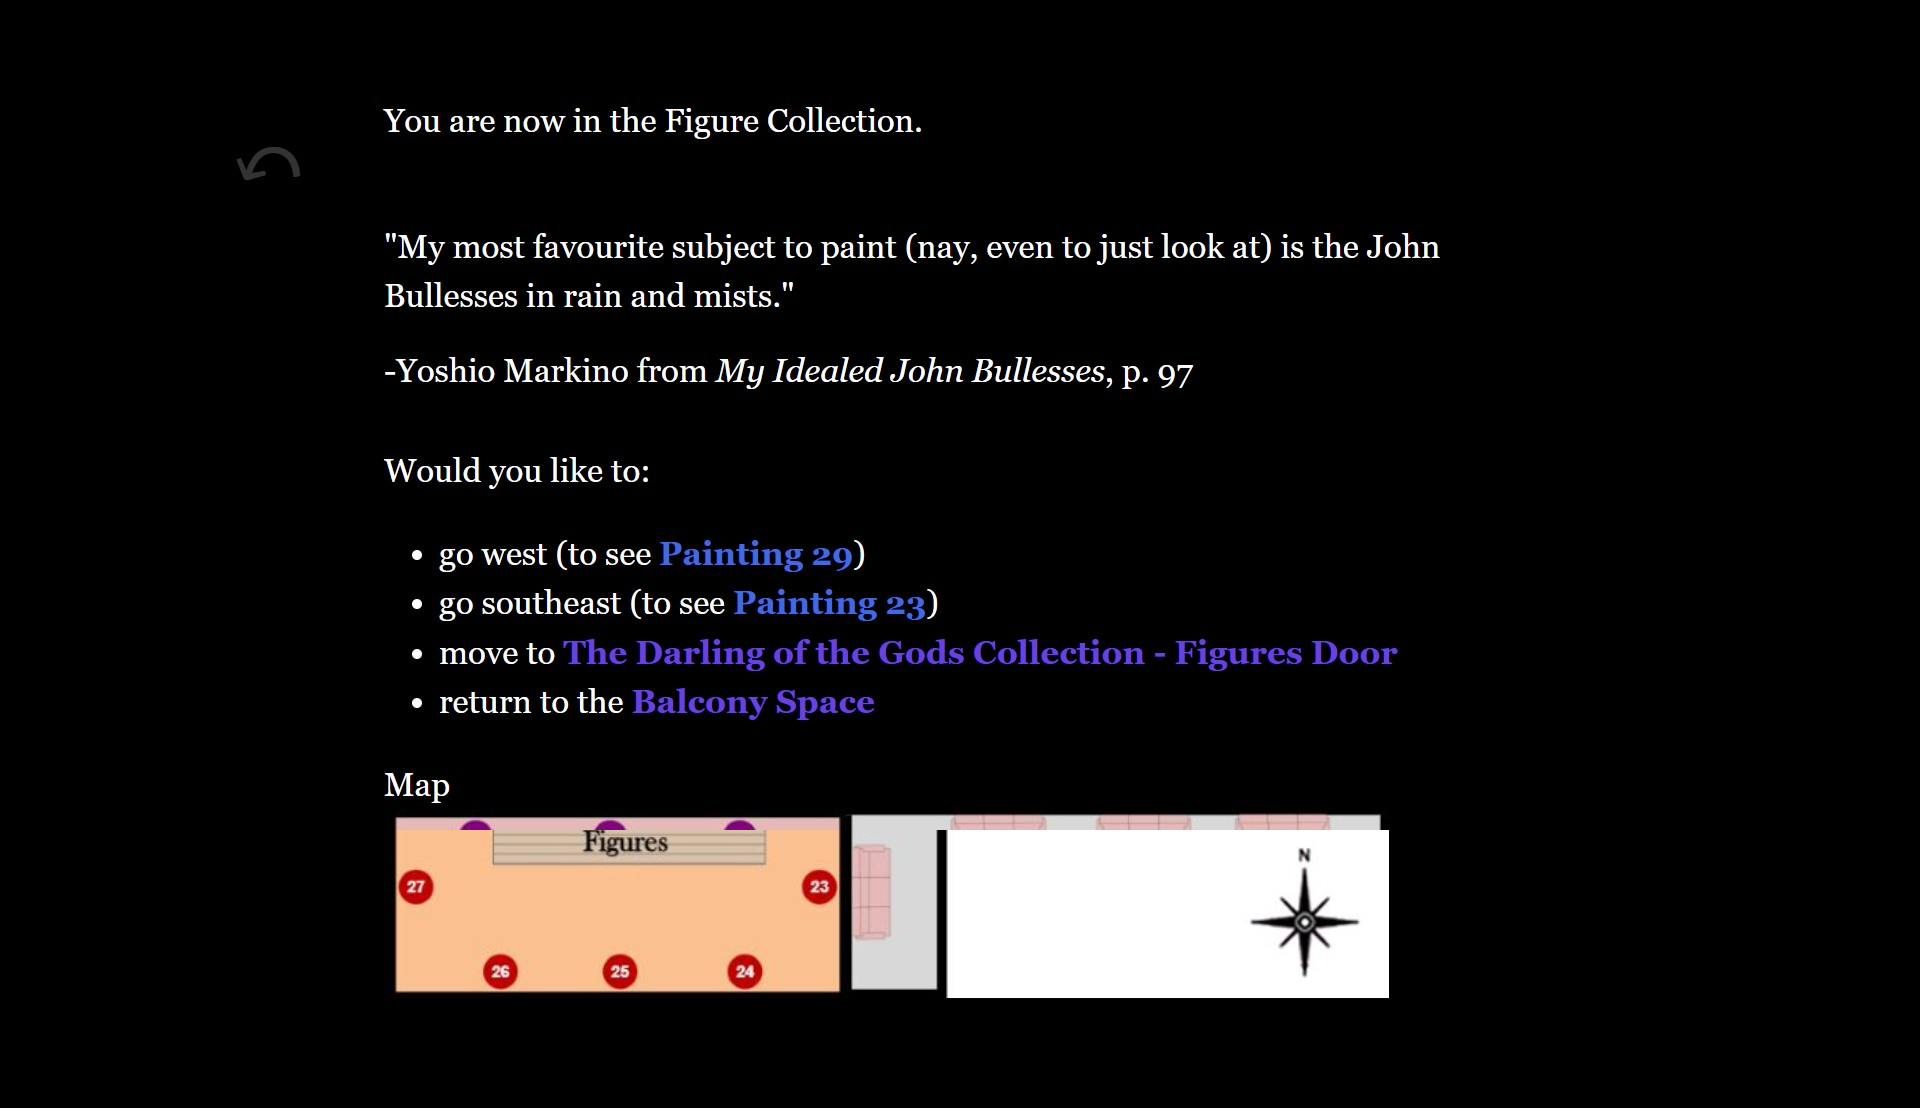 You are now in the Figure Collection.
"My most favourite subject to paint (nay, even to just look at) is the John
Bullesses in rain and mists."
-Yoshio Markino from My Idealed John Bullesses, p. 97
Would you like to:
go west (to see Painting 29)
go southeast (to see Painting 23)
move to The Darling of the Gods Collection - Figures Door
return to the Balcony Space
Map
Figures
N
27
23
26
25
24